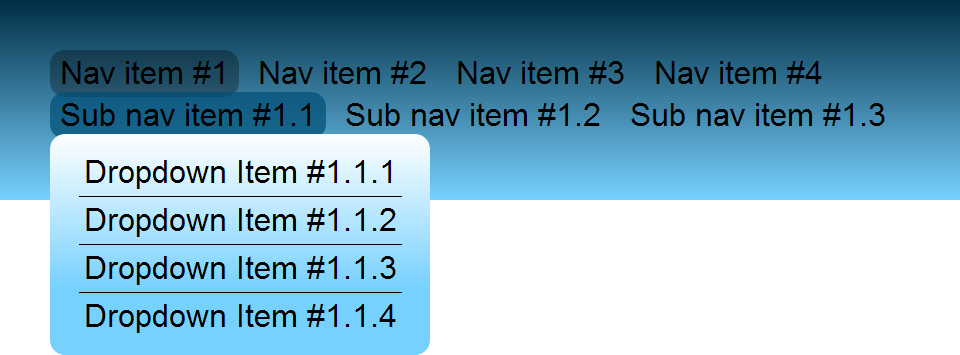 Nav item #1 Nav item #2 Nav item #3 Nav item #4
Sub nav item #1.1 Sub nav item #1.2 Sub nav item #1.3
Dropdown Item #1.1.1
Dropdown Item #1.1.2
Dropdown Item #1.1.3
Dropdown Item #1.1.4